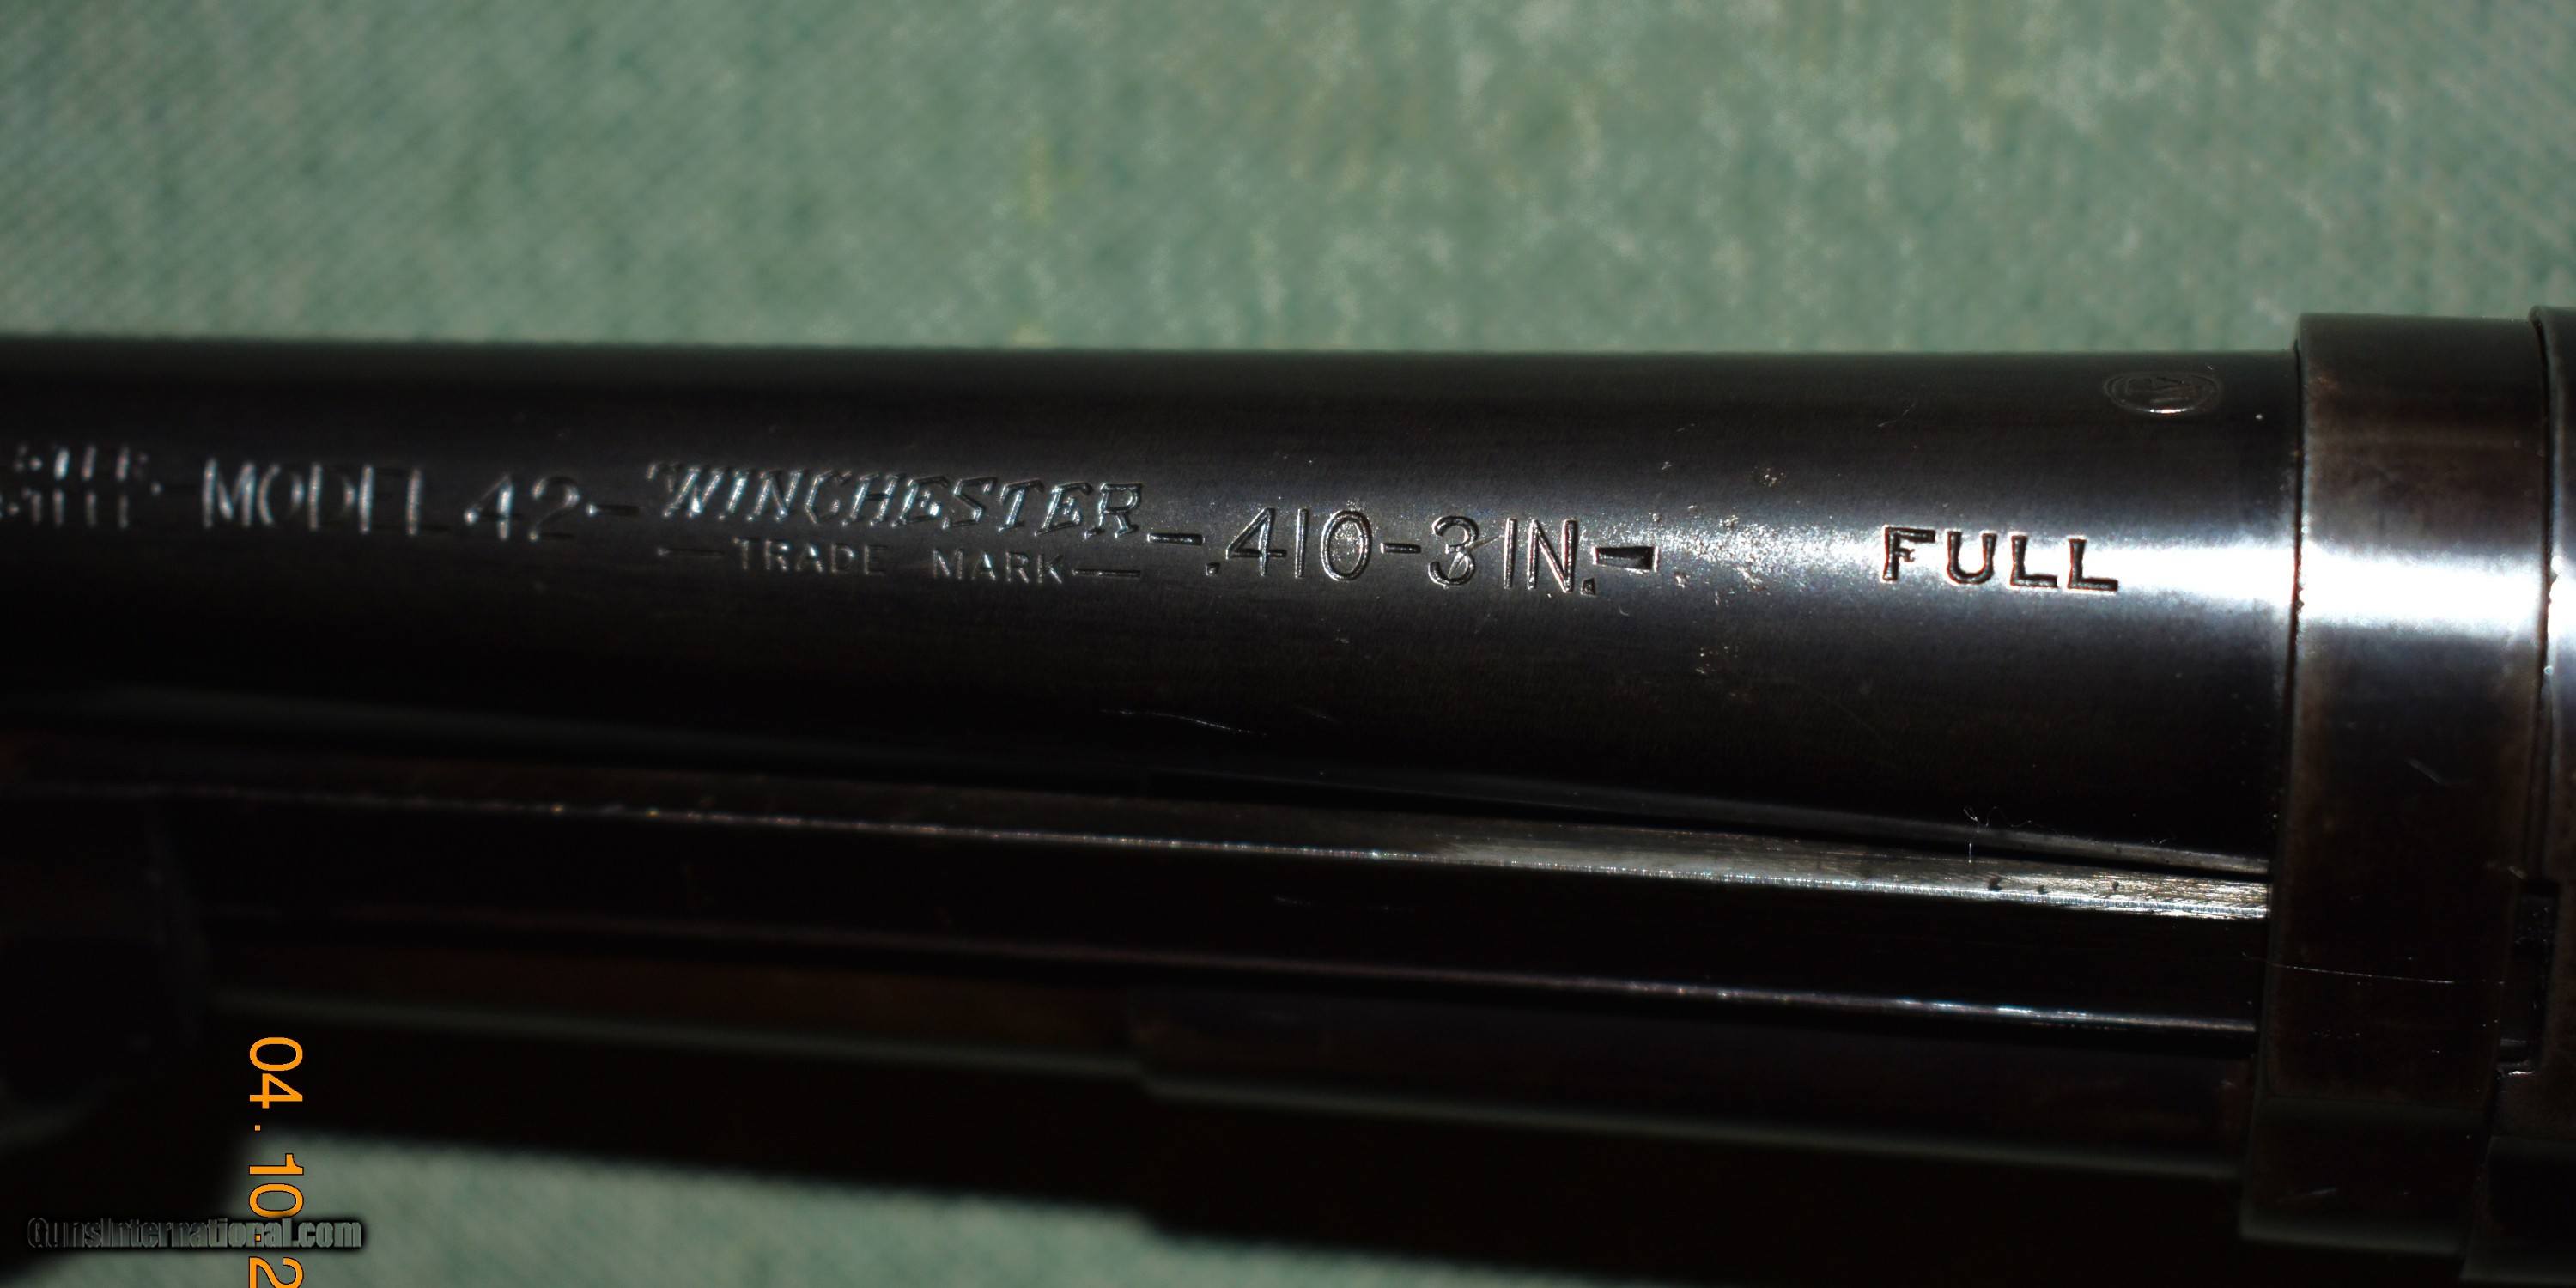 MODEL 42-WINCHESTER-.410-3 IN.- FULL
-TRADE MARK-
04.10.2
GunsInternational.com